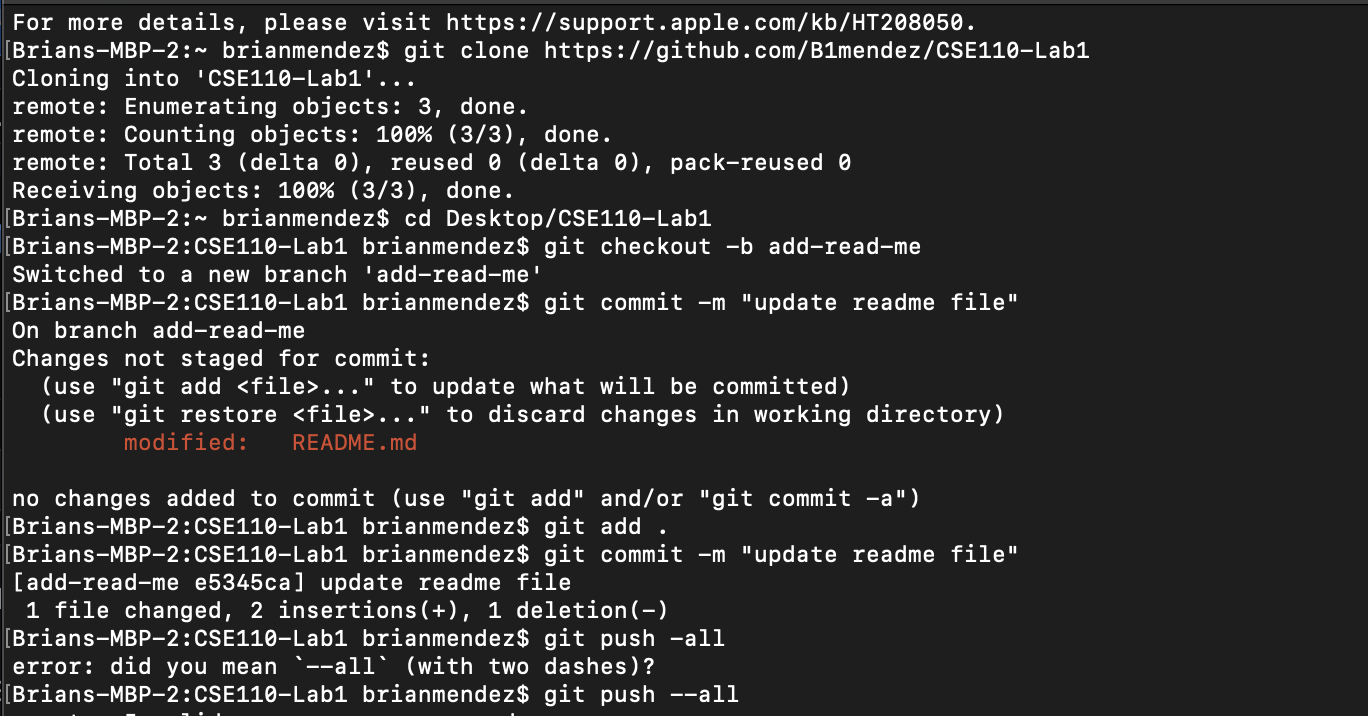 For more details, please visit https://support.apple.com/kb/HT208050.
[Brians-MBP-2:~ brianmendez$ git clone https://github.com/B1mendez/CSE110-Lab1
Cloning into 'CSE110-Lab1'...
remote: Enumerating objects: 3, done.
remote: Counting objects: 100% (3/3), done.
remote: Total 3 (delta 0), reused 0 (delta 0), pack-reused 0
Receiving objects: 100% (3/3), done.
[Brians-MBP-2:~ brianmendez$ cd Desktop/CSE110-Lab1
[Brians-MBP-2:CSE110-Lab1 brianmendez$ git checkout -b add-read-me
Switched to a new branch 'add-read-me'
[Brians-MBP-2:CSE110-Lab1 brianmendez$ git commit -m "update readme file"
On branch add-read-me
Changes not staged for commit:
  (use "git add <file>..." to update what will be committed)
  (use "git restore <file>..." to discard changes in working directory)
        modified:   README.md

no changes added to commit (use "git add" and/or "git commit -a")
[Brians-MBP-2:CSE110-Lab1 brianmendez$ git add .
[Brians-MBP-2:CSE110-Lab1 brianmendez$ git commit -m "update readme file"
[add-read-me e5345ca] update readme file
 1 file changed, 2 insertions(+), 1 deletion(-)
[Brians-MBP-2:CSE110-Lab1 brianmendez$ git push -all
error: did you mean `--all` (with two dashes)?
[Brians-MBP-2:CSE110-Lab1 brianmendez$ git push --all